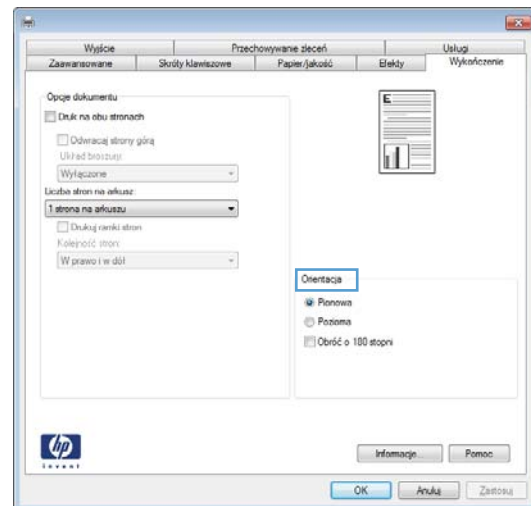 Wyjście Przechowywanie zleceń Usługi
Zaawansowane Skróty klawiszowe Papier/jakość Efekty Wykończenie
Opcje dokumentu
Druk na obu stronach
Odwracaj strony górą
Układ broszury:
Wyłączone
Liczba stron na arkusz:
1 strona na arkuszu
Drukuj ramki stron
Kolejność stron:
W prawo i w dół
E
Orientacja
Pionowa
Pozioma
Obróć o 180 stopni
hp
invent
Informacje... Pomoc
OK Anuluj Zastosuj